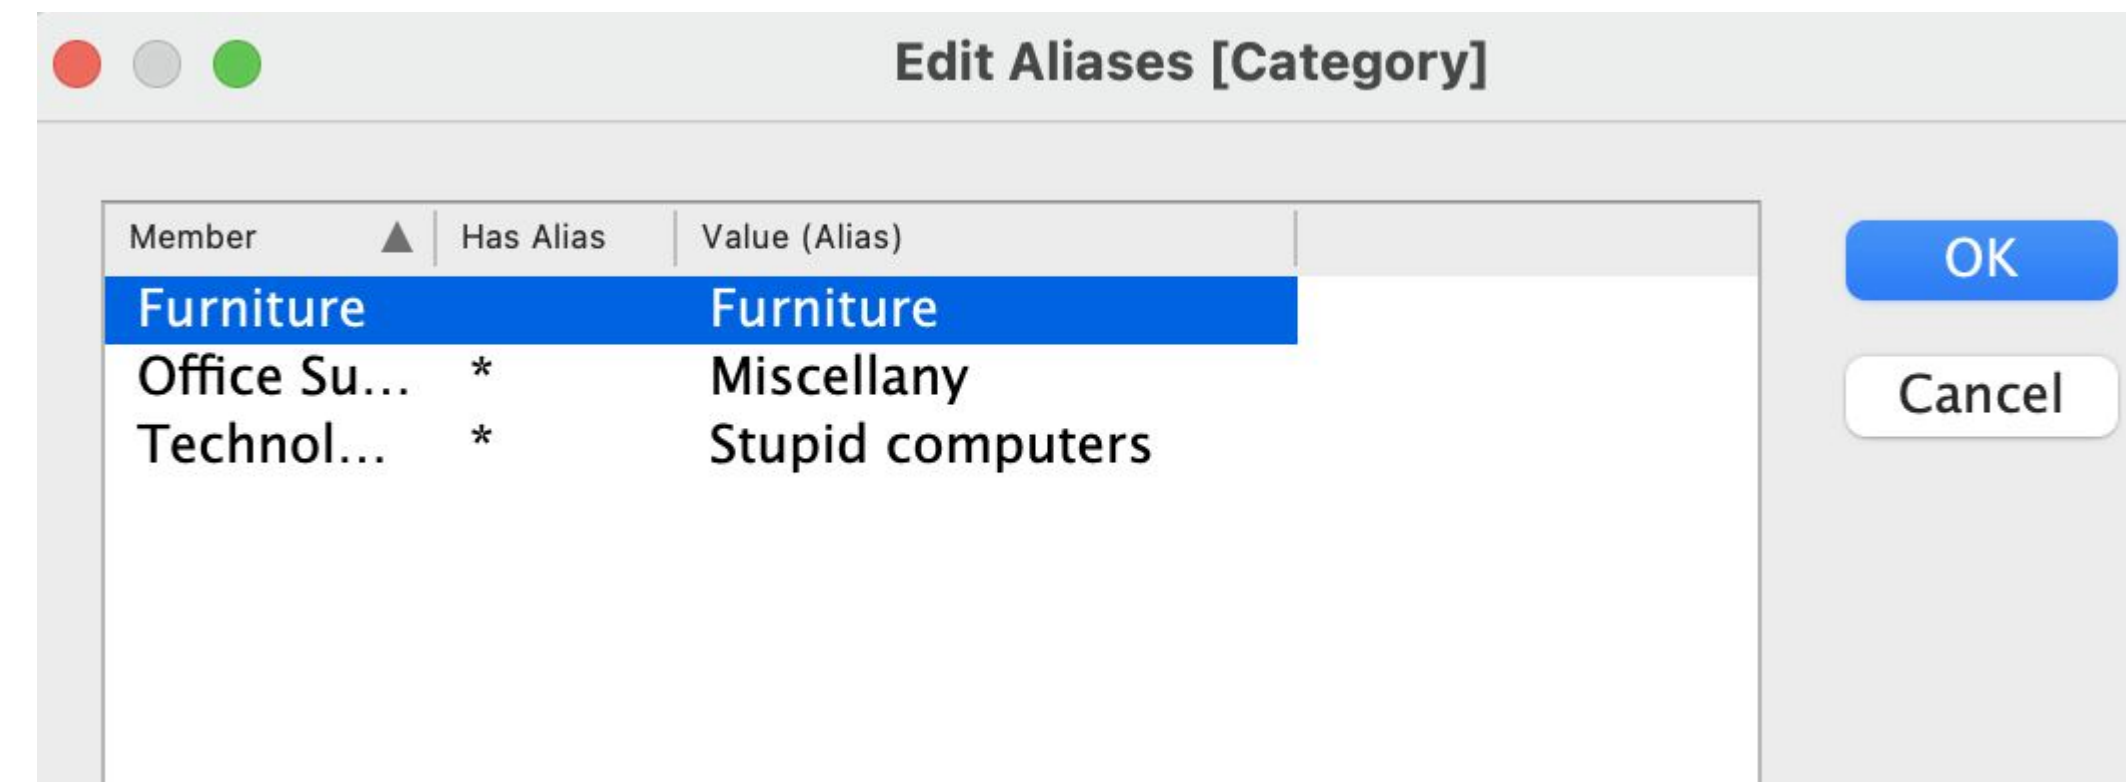 Edit Aliases [Category]
Member Has Alias Value (Alias)
Furniture Furniture
Office Su... * Miscellany
Technol... * Stupid computers
OK
Cancel